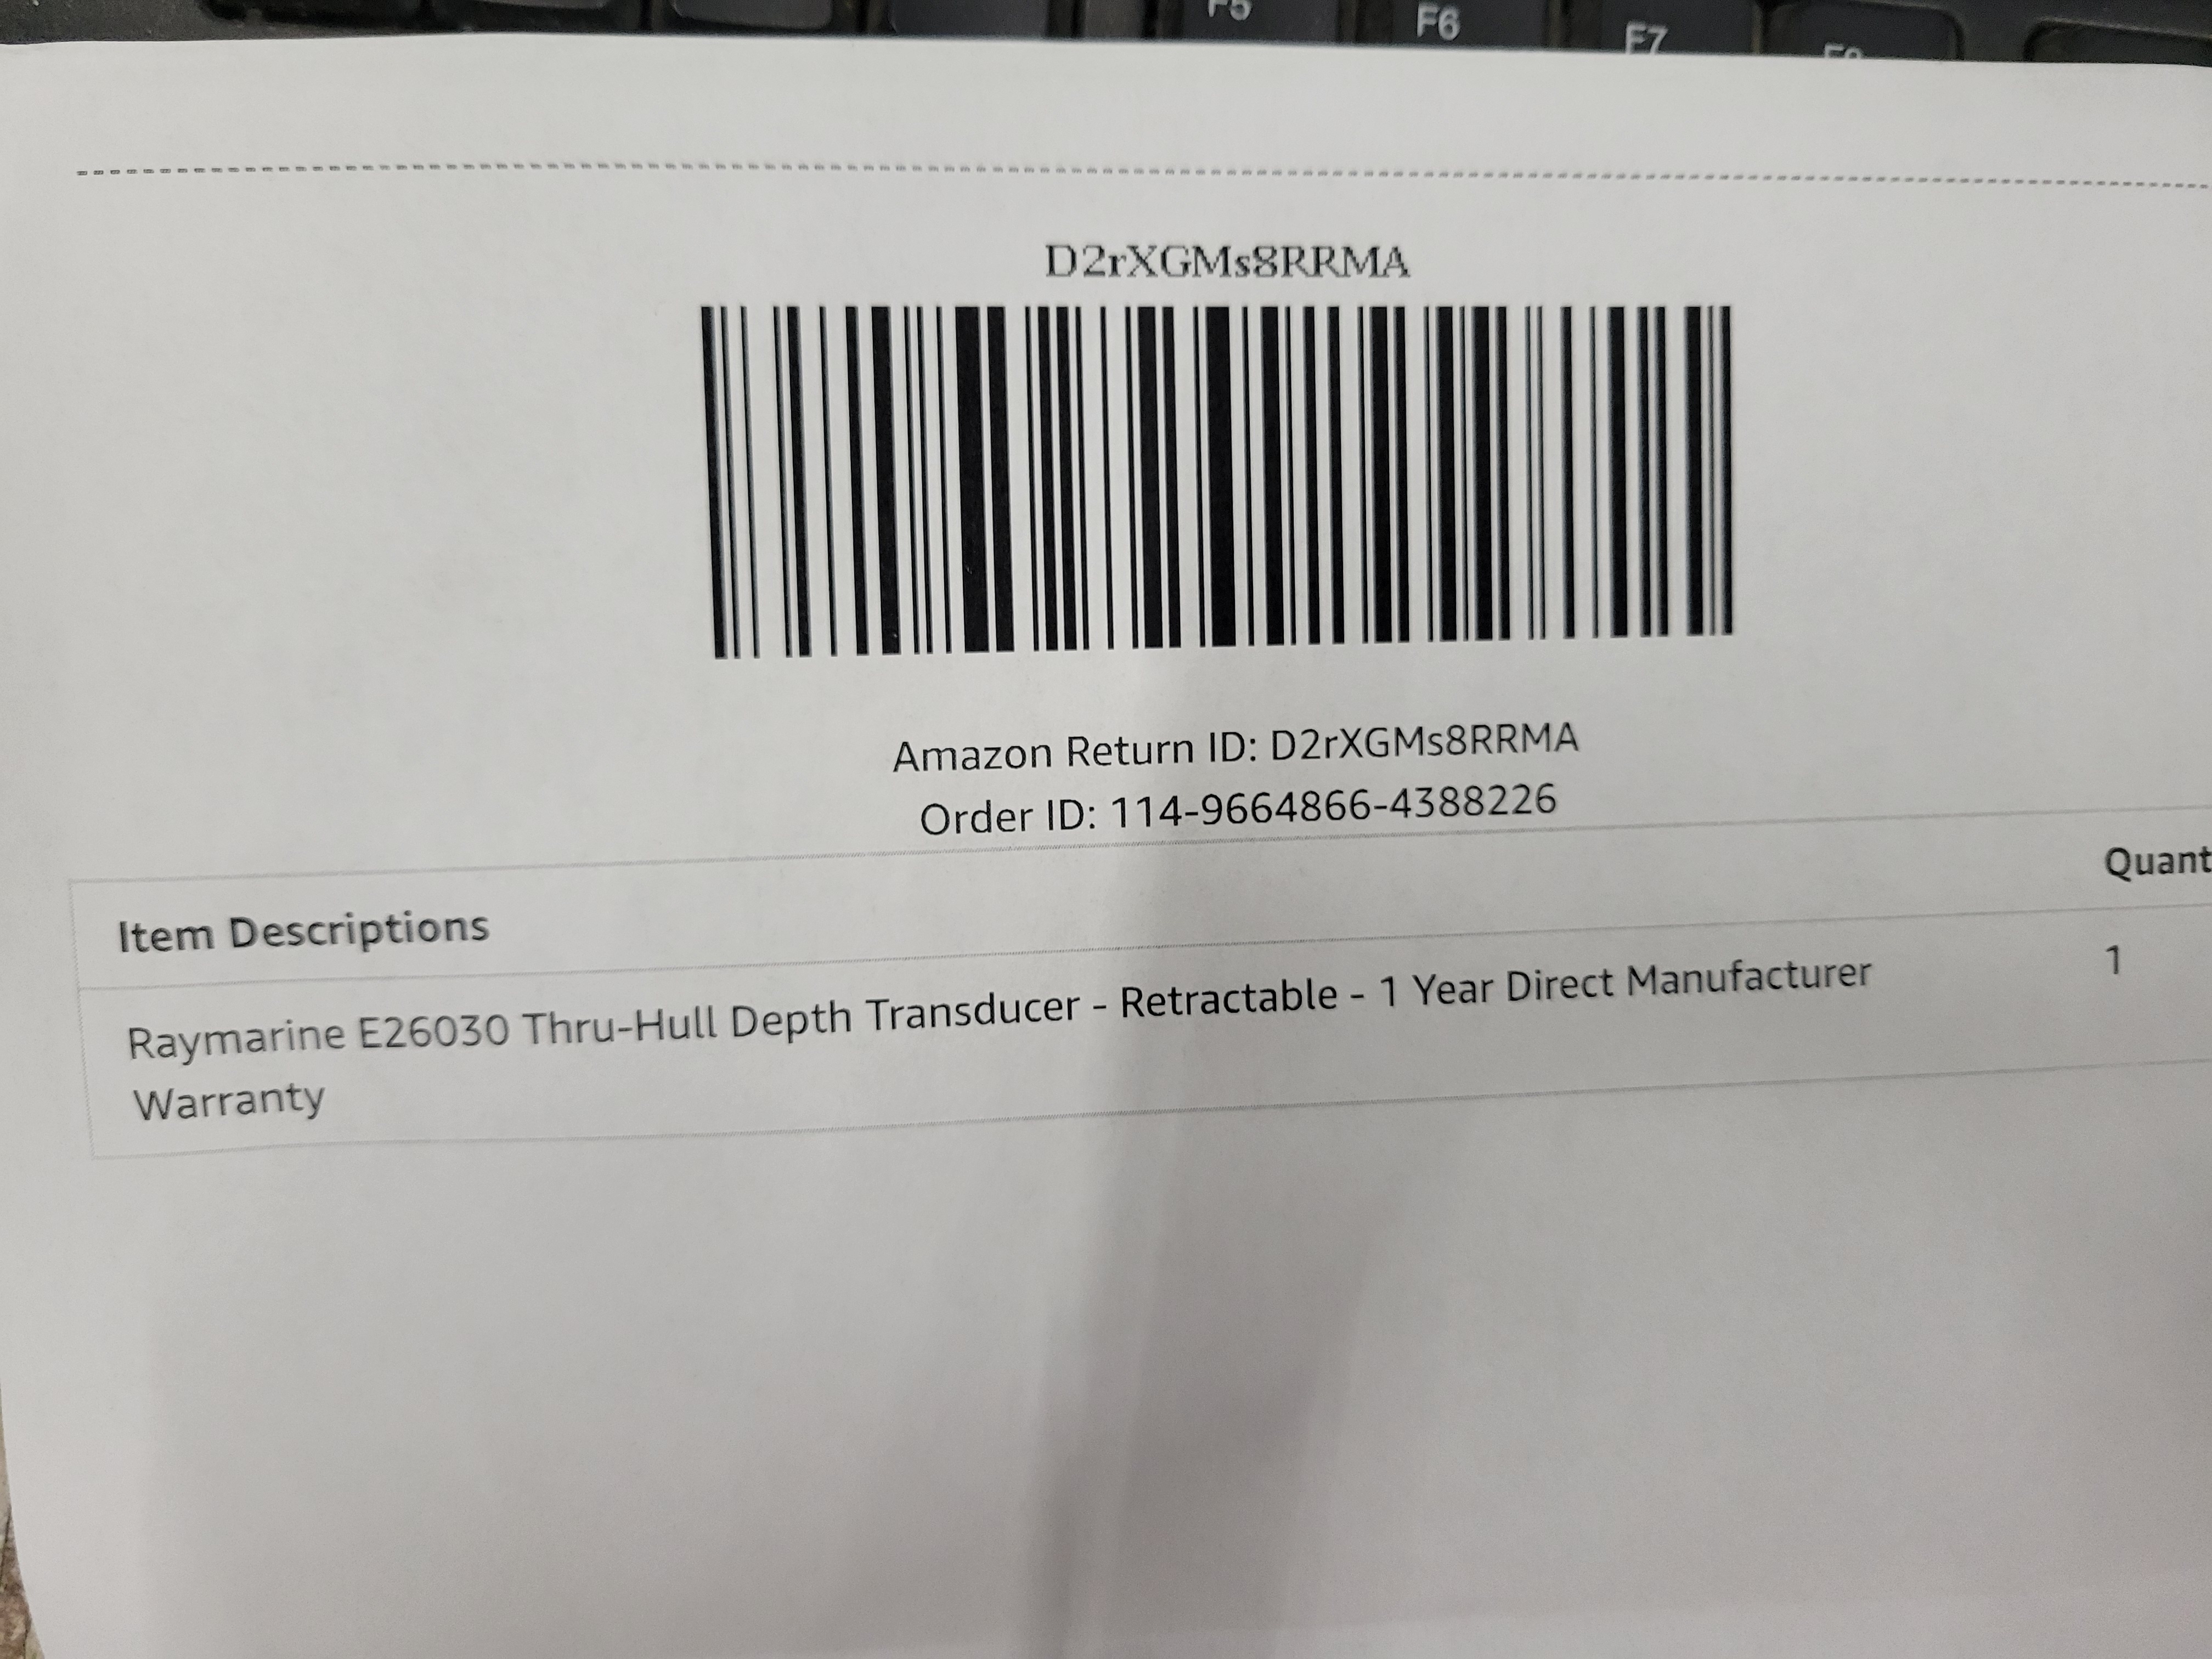 F5
F6
F7
D2rXGMs8RRMA
Amazon Return ID: D2rXGMs8RRMA
Order ID: 114-9664866-4388226
Item Descriptions
Quant
Raymarine E26030 Thru-Hull Depth Transducer - Retractable - 1 Year Direct Manufacturer
1
Warranty